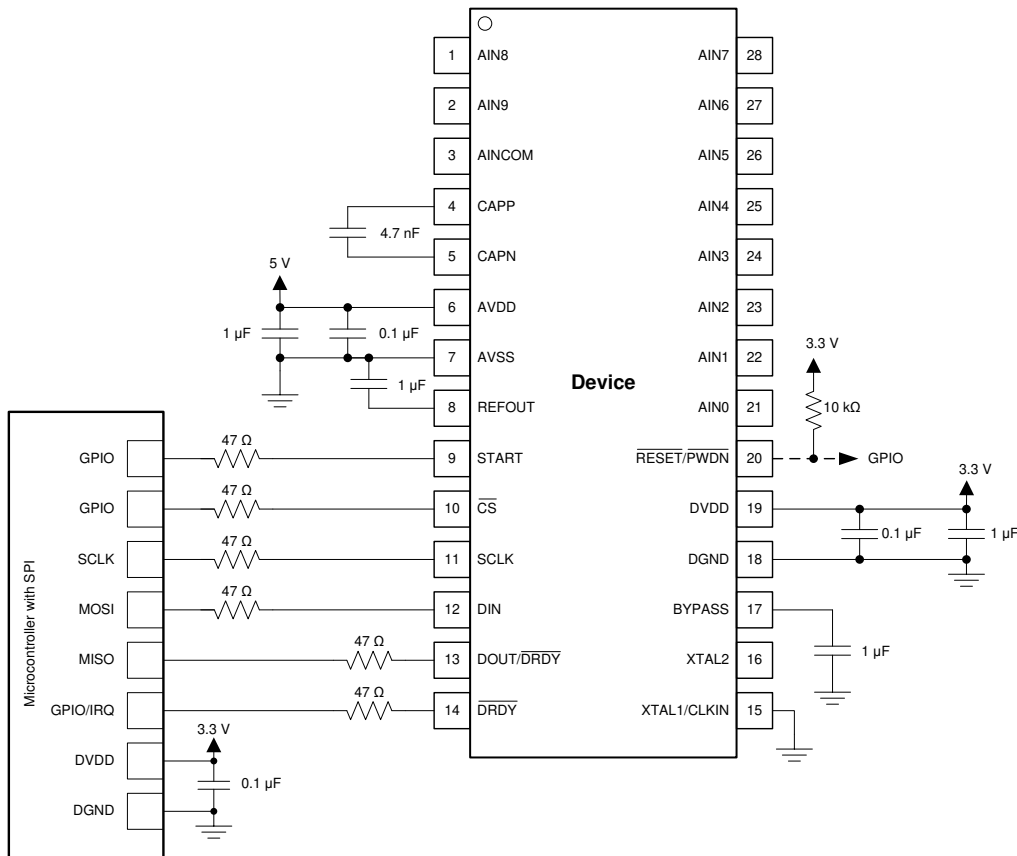 1 AIN8 AIN7 28
2 AIN9 AIN6 27
3 AINCOM AIN5 26
4 CAPP AIN4 25
4.7 nF
5 CAPN AIN3 24
5 V
6 AVDD AIN2 23
1 µF 0.1 µF
7 AVSS AIN1 22
3.3 V
1 µF
Device
8 REFOUT AIN0 21
10 kΩ
Microcontroller with SPI
GPIO 47 Ω 9 START RESET/PWDN 20 GPIO
3.3 V
GPIO 47 Ω 10 CS DVDD 19
0.1 µF 1 µF
SCLK 47 Ω 11 SCLK DGND 18
MOSI 47 Ω 12 DIN BYPASS 17
1 µF
MISO 47 Ω 13 DOUT/DRDY XTAL2 16
GPIO/IRQ 47 Ω 14 DRDY XTAL1/CLKIN 15
3.3 V
DVDD
0.1 µF
DGND